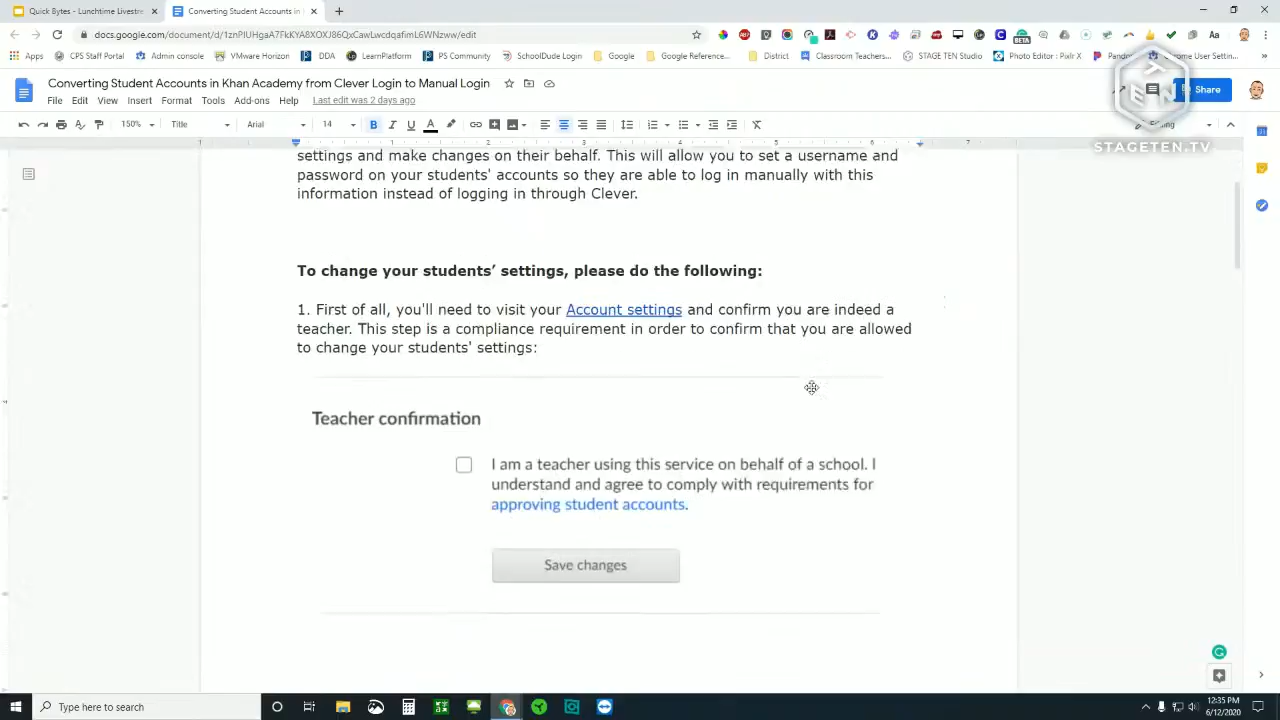 Quick Bytes - Lunchtime Livestre
Converting Student Accounts in
docs.google.com/document/d/1znPIUHgaA7FkKYA8XOXJ86QxCawLwcdqafimL6WNzww/edit
Apps
CPS Staff Portal
Admin console
VMware Horizon
DDA
LearnPlatform
PS Community
SchoolDude Login
Google
Google Reference...
District
Classroom Teachers:...
STAGE TEN Studio
Photo Editor : Pixlr X
Converting Student Accounts in Khan Academy from Clever Login to Manual Login
File Edit View Insert Format Tools Add-ons Help Last edit was 2 days ago
Share
150% Title Arial 14
STAGETEN.TV
settings and make changes on their behalf. This will allow you to set a username and
password on your students' accounts so they are able to log in manually with this
information instead of logging in through Clever.
To change your students’ settings, please do the following:
1. First of all, you'll need to visit your Account settings and confirm you are indeed a
teacher. This step is a compliance requirement in order to confirm that you are allowed
to change your students' settings:
Teacher confirmation
I am a teacher using this service on behalf of a school. I
understand and agree to comply with requirements for
approving student accounts.
Save changes
Type here to search
12:35 PM
6/12/2020